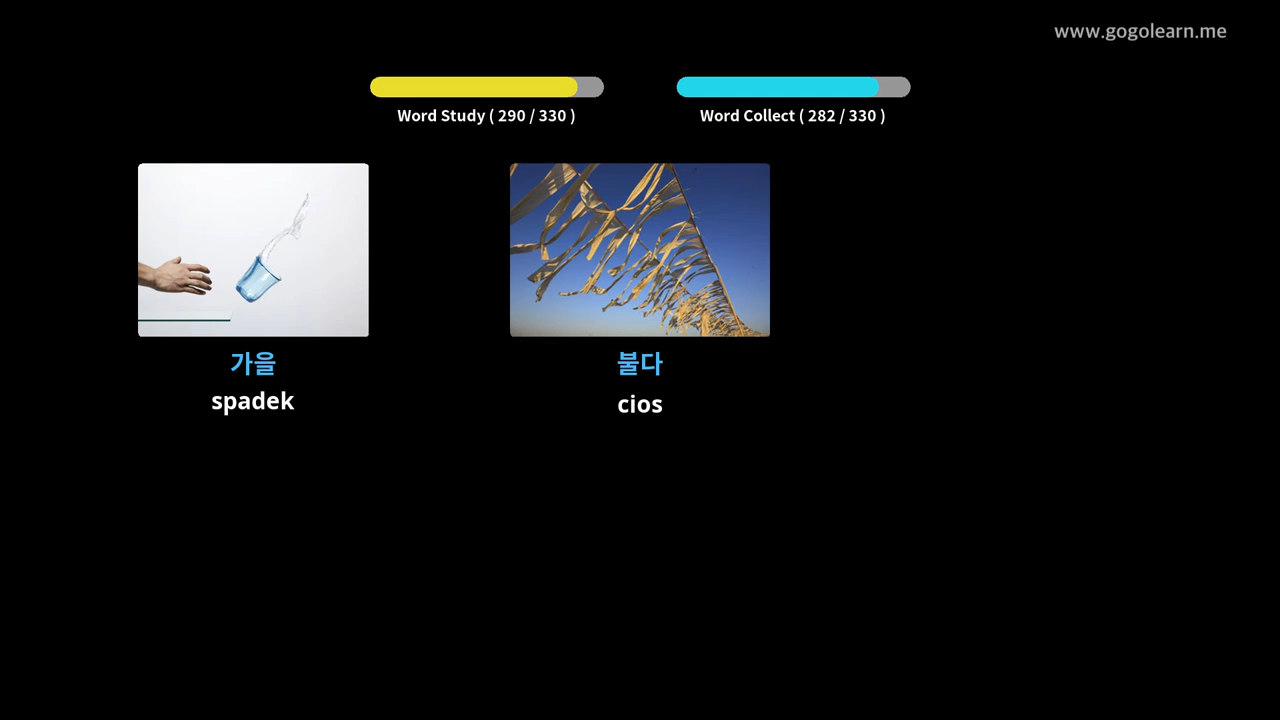 www.gogolearn.me
Word Study ( 290 / 330 )
Word Collect ( 282 / 330 )
가을
spadek
불다
cios